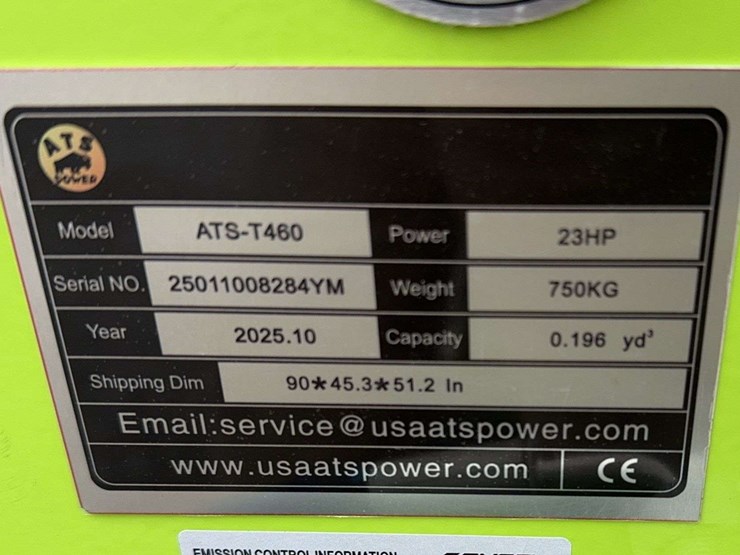 ATS
POWER
Model ATS-T460 Power 23HP
Serial NO. 25011008284YM Weight 750KG
Year 2025.10 Capacity 0.196 yd³
Shipping Dim 90*45.3*51.2 In
Email:service@usaatspower.com
www.usaatspower.com CE
EMISSION CONTROL INFORMATION